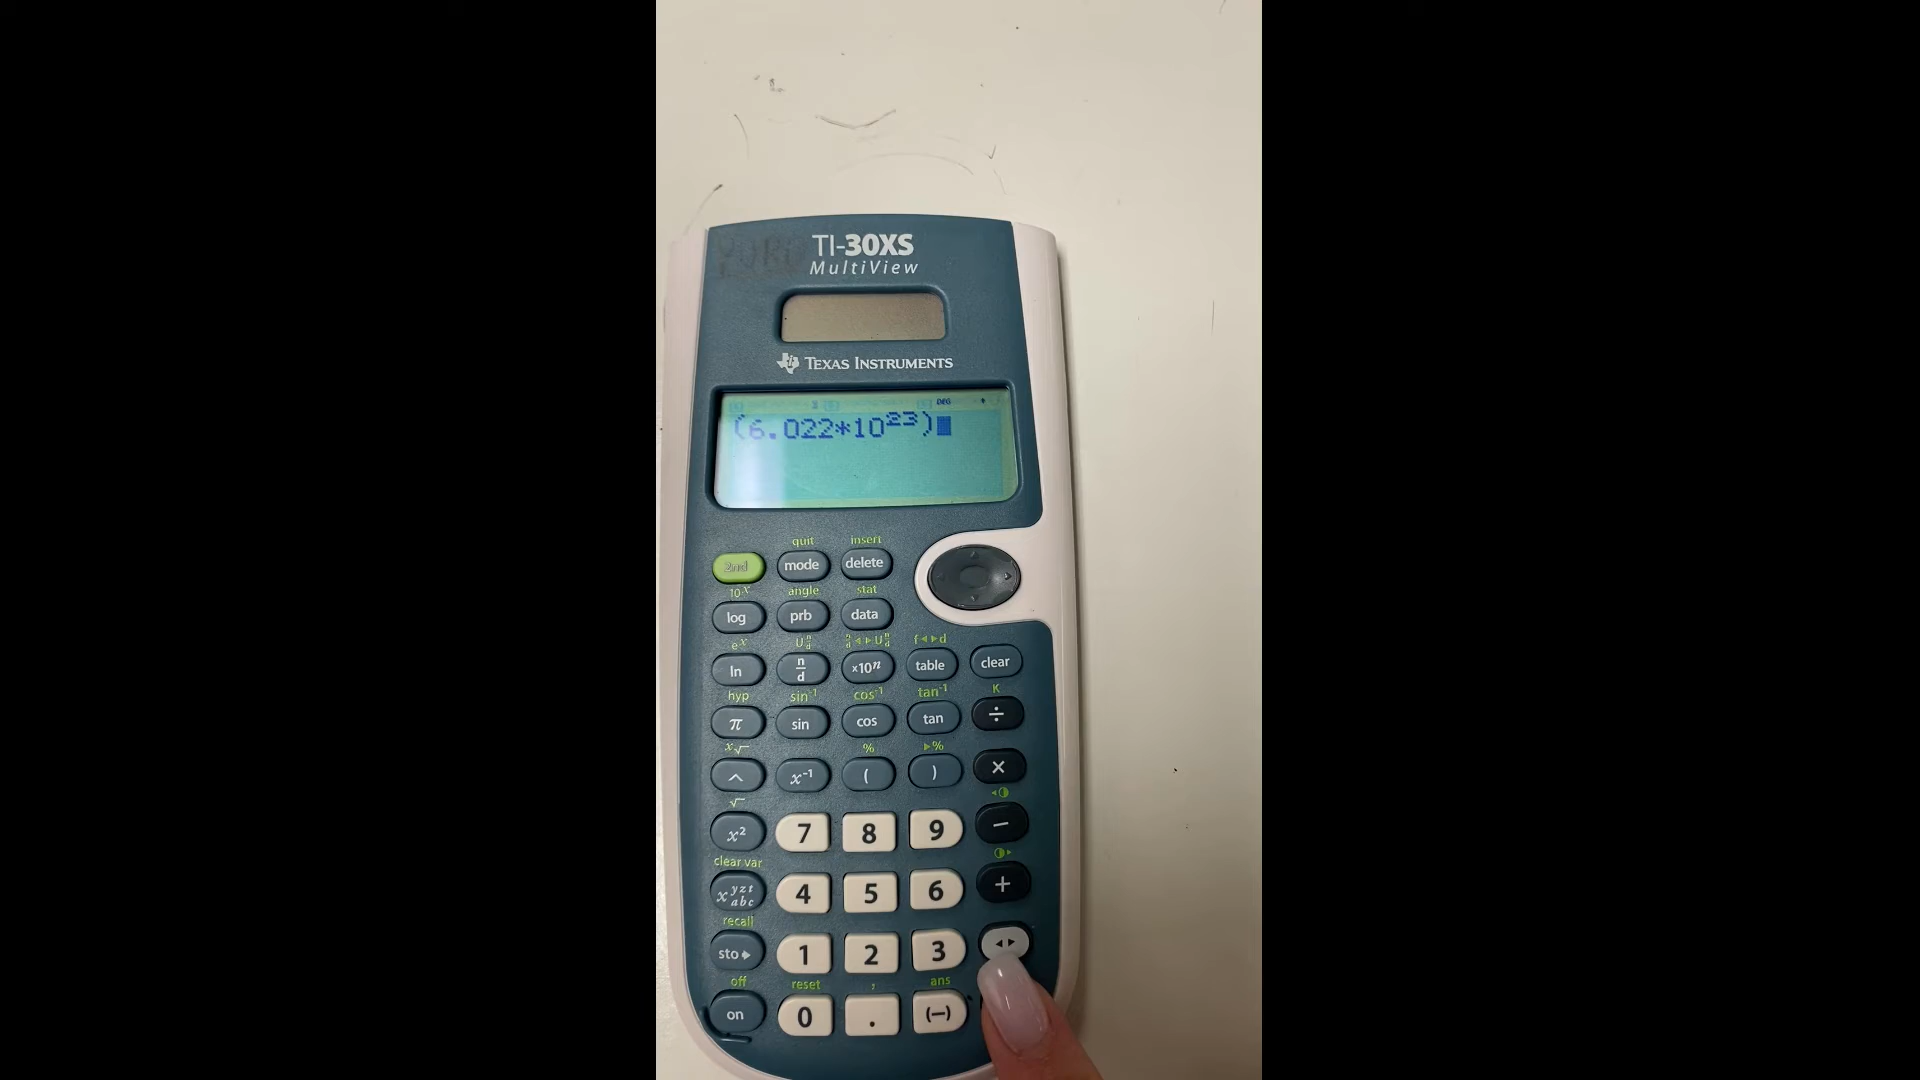 TI-30XS
MultiView
TEXAS INSTRUMENTS
DEG
(6.022*10²³)
quit insert
2nd mode delete
10ˣ angle stat
log prb data
eˣ U n/d n/d ◄► U n/d f◄►d
ln n/d ×10ⁿ table clear
hyp sin⁻¹ cos⁻¹ tan⁻¹ K
π sin cos tan ÷
ˣ√ % ►%
^ x⁻¹ ( ) ×
√
x² 7 8 9 −
clear var
x yzt abc 4 5 6 +
recall
sto► 1 2 3 ◄►
off reset , ans
on 0 . (−)